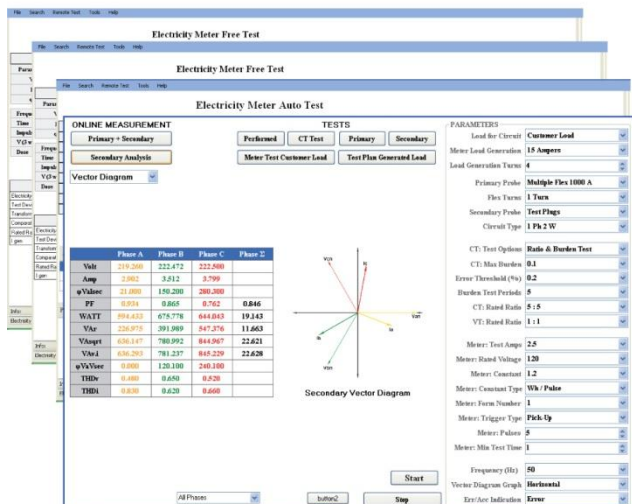 File Search Remote Test Tools Help
Electricity Meter Free Test
File Search Remote Test Tools Help
Electricity Meter Free Test
File Search Remote Test Tools Help
Electricity Meter Auto Test
ONLINE MEASUREMENT
Primary + Secondary
Secondary Analysis
Vector Diagram
TESTS
Performed CT Test Primary Secondary
Meter Test Customer Load Test Plan Generated Load
Phase A Phase B Phase C Phase Σ
Volt 219.260 222.472 222.500
Amp 2.902 3.512 3.799
φValsec 21.000 150.200 280.300
PF 0.934 0.865 0.762 0.846
WATT 594.433 675.778 644.043 19.143
VAr 226.975 391.989 547.376 11.663
VAsqrt 636.147 780.992 844.967 22.621
VAv.i 636.293 781.237 845.229 22.628
φVaVsec 0.000 120.100 240.100
THDv 0.480 0.650 0.520
THDi 0.830 0.620 0.660
Secondary Vector Diagram
Start
All Phases
button2
Stop
PARAMETERS
Load for Circuit Customer Load
Meter Load Generation 15 Ampers
Load Generation Turns 4
Primary Probe Multiple Flex 1000 A
Flex Turns 1 Turn
Secondary Probe Test Plugs
Circuit Type 1 Ph 2 W
CT: Test Options Ratio & Burden Test
CT: Max Burden 0.1
Error Threshold (%) 0.2
Burden Test Periods 5
CT: Rated Ratio 5 : 5
VT: Rated Ratio 1 : 1
Meter: Test Amps 2.5
Meter: Rated Voltage 120
Meter: Constant 1.2
Meter: Constant Type Wh / Pulse
Meter: Form Number 1
Meter: Trigger Type Pick-Up
Meter: Pulses 5
Meter: Min Test Time 1
Frequency (Hz) 50
Vector Diagram Graph Horizontal
Err/Acc Indication Error